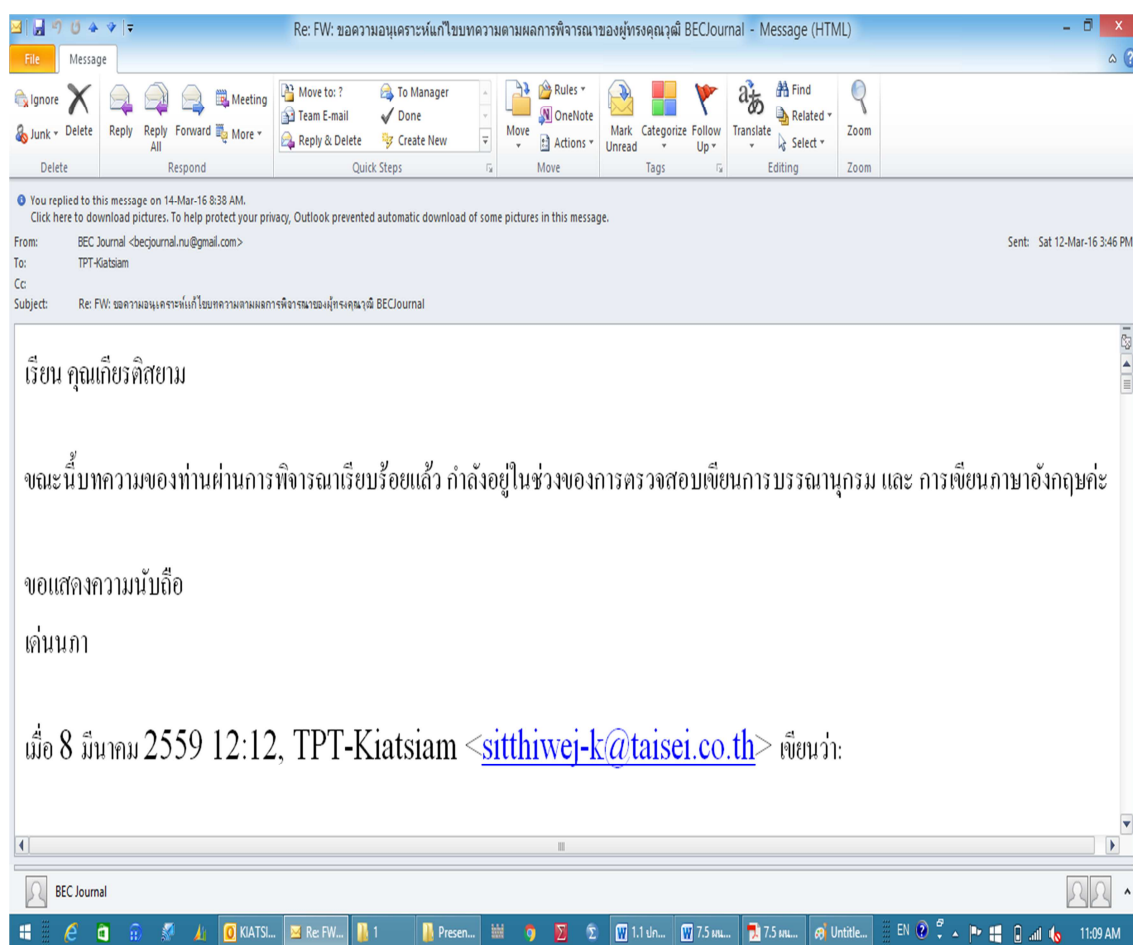 Re: FW: ขอความอนุเคราะห์แก้ไขบทความตามผลการพิจารณาของผู้ทรงคุณวุฒิ BECJournal - Message (HTML)
File Message
Ignore Delete Reply Reply All Forward Meeting Move to: ? To Manager Move Rules OneNote Mark Unread Categorize Follow Up Translate Find Related Zoom
Junk More Team E-mail Done Actions Select
Reply & Delete Create New
Delete Respond Quick Steps Move Tags Editing Zoom
You replied to this message on 14-Mar-16 8:38 AM.
Click here to download pictures. To help protect your privacy, Outlook prevented automatic download of some pictures in this message.
From: BEC Journal <becjournal.nu@gmail.com> Sent: Sat 12-Mar-16 3:46 PM
To: TPT-Kiatsiam
Cc:
Subject: Re: FW: ขอความอนุเคราะห์แก้ไขบทความตามผลการพิจารณาของผู้ทรงคุณวุฒิ BECJournal
เรียน คุณเกียรติสยาม
ขณะนี้บทความของท่านผ่านการพิจารณาเรียบร้อยแล้ว กำลังอยู่ในช่วงของการตรวจสอบเขียนการบรรณานุกรม และ การเขียนภาษาอังกฤษค่ะ
ขอแสดงความนับถือ
เด่นนภา
เมื่อ 8 มีนาคม 2559 12:12, TPT-Kiatsiam <sitthiwej-k@taisei.co.th> เขียนว่า:
BEC Journal
KIATSI... Re: FW... 1 Presen... 1.1 ปก... 7.5 ผน... 7.5 ผน... Untitle... EN 11:09 AM